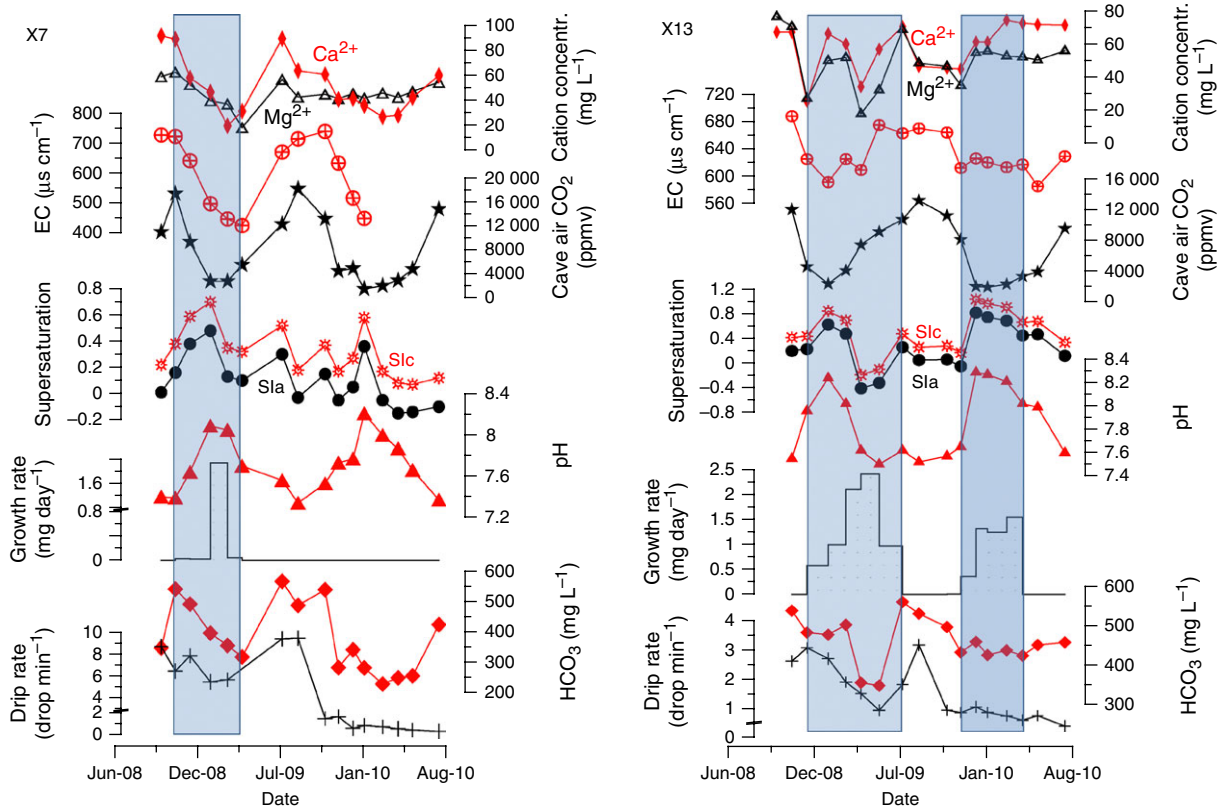 X7
Ca2+
Mg2+
100
80
60
40
20
0
Cation concentr.
(mg L−1)
800
700
600
500
400
EC (µs cm−1)
20 000
16 000
12 000
8000
4000
0
Cave air CO2
(ppmv)
0.8
0.6
0.4
0.2
0
−0.2
Supersaturation
SIc
SIa
8.4
8
7.6
7.2
pH
1.6
0.8
0
Growth rate
(mg day−1)
600
500
400
300
200
HCO3 (mg L−1)
10
8
6
4
2
0
Drip rate
(drop min−1)
Jun-08 Dec-08 Jul-09 Jan-10 Aug-10
Date
X13
Ca2+
Mg2+
80
60
40
20
0
Cation concentr.
(mg L−1)
720
680
640
600
560
EC (µs cm−1)
16 000
12 000
8000
4000
0
Cave air CO2
(ppmv)
1.2
0.8
0.4
0
−0.4
−0.8
Supersaturation
SIc
SIa
8.4
8.2
8
7.8
7.6
7.4
pH
2.5
2
1.5
1
0.5
0
Growth rate
(mg day−1)
600
500
400
300
HCO3 (mg L−1)
4
3
2
1
0
Drip rate
(drop min−1)
Jun-08 Dec-08 Jul-09 Jan-10 Aug-10
Date